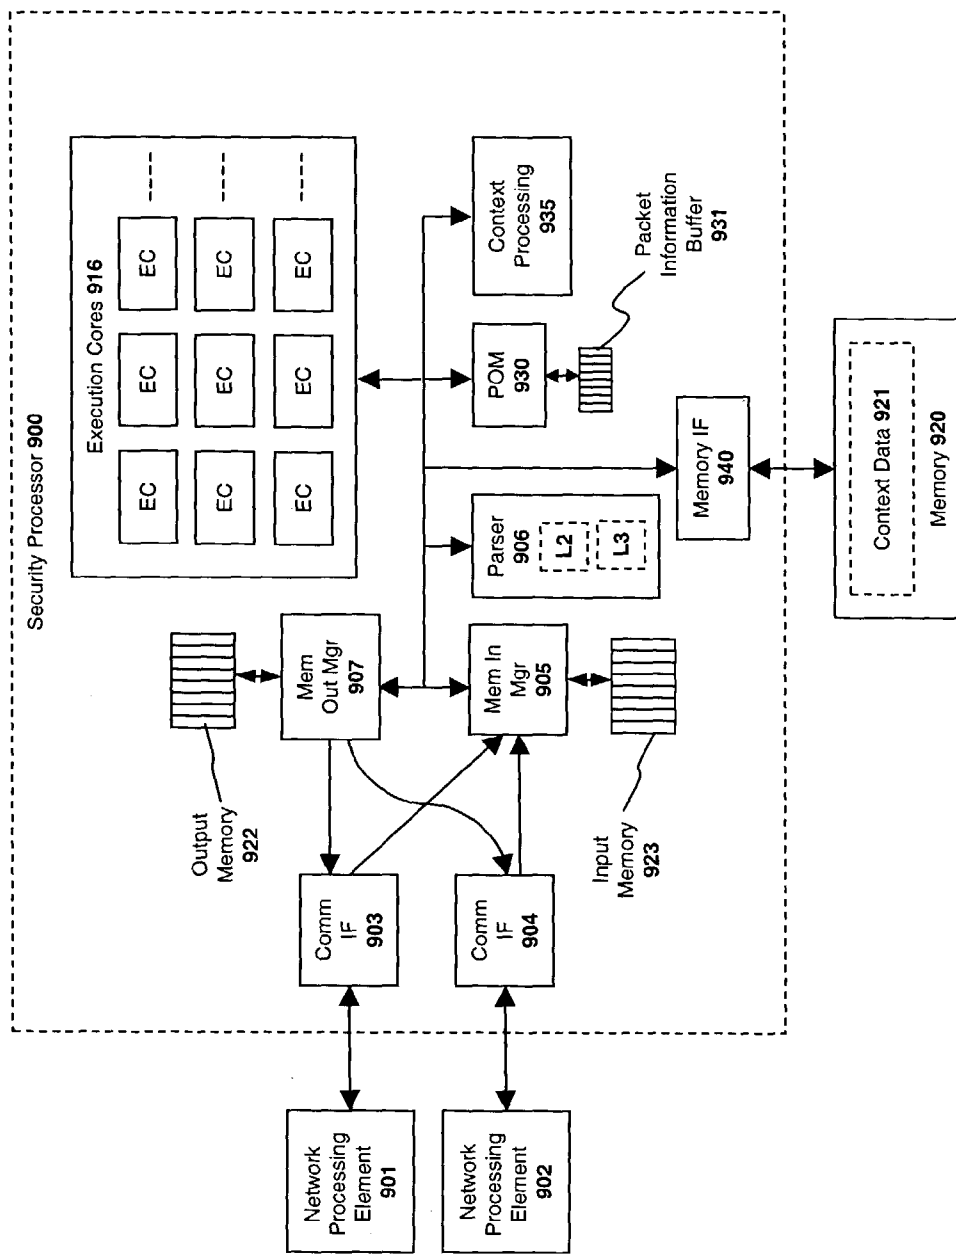 Security Processor 900
Execution Cores 916
EC
EC
EC
EC
EC
EC
EC
EC
EC
Output
Memory
922
Mem
Out Mgr
907
Network
Processing
Element
901
Comm
IF
903
Network
Processing
Element
902
Comm
IF
904
Mem In
Mgr
905
Input
Memory
923
Parser
906
L2
L3
POM
930
Context
Processing
935
Packet
Information
Buffer
931
Memory IF
940
Context Data 921
Memory 920